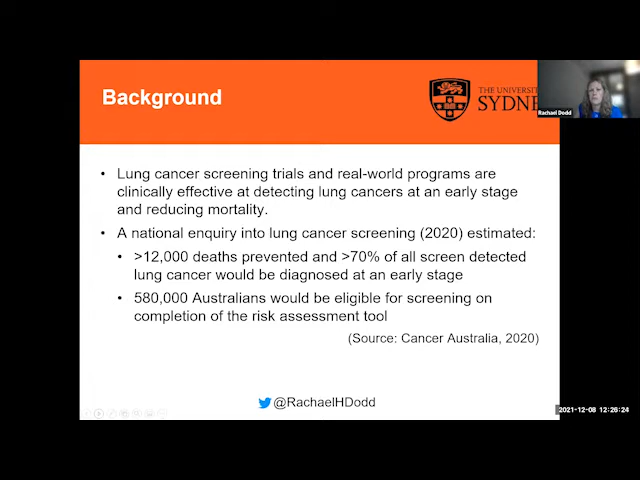 Background
THE UNIVERSIT
SYDNE
Rachael Dodd
• Lung cancer screening trials and real-world programs are
clinically effective at detecting lung cancers at an early stage
and reducing mortality.
• A national enquiry into lung cancer screening (2020) estimated:
• >12,000 deaths prevented and >70% of all screen detected
lung cancer would be diagnosed at an early stage
• 580,000 Australians would be eligible for screening on
completion of the risk assessment tool
(Source: Cancer Australia, 2020)
@RachaelHDodd
2021-12-08 12:26:24